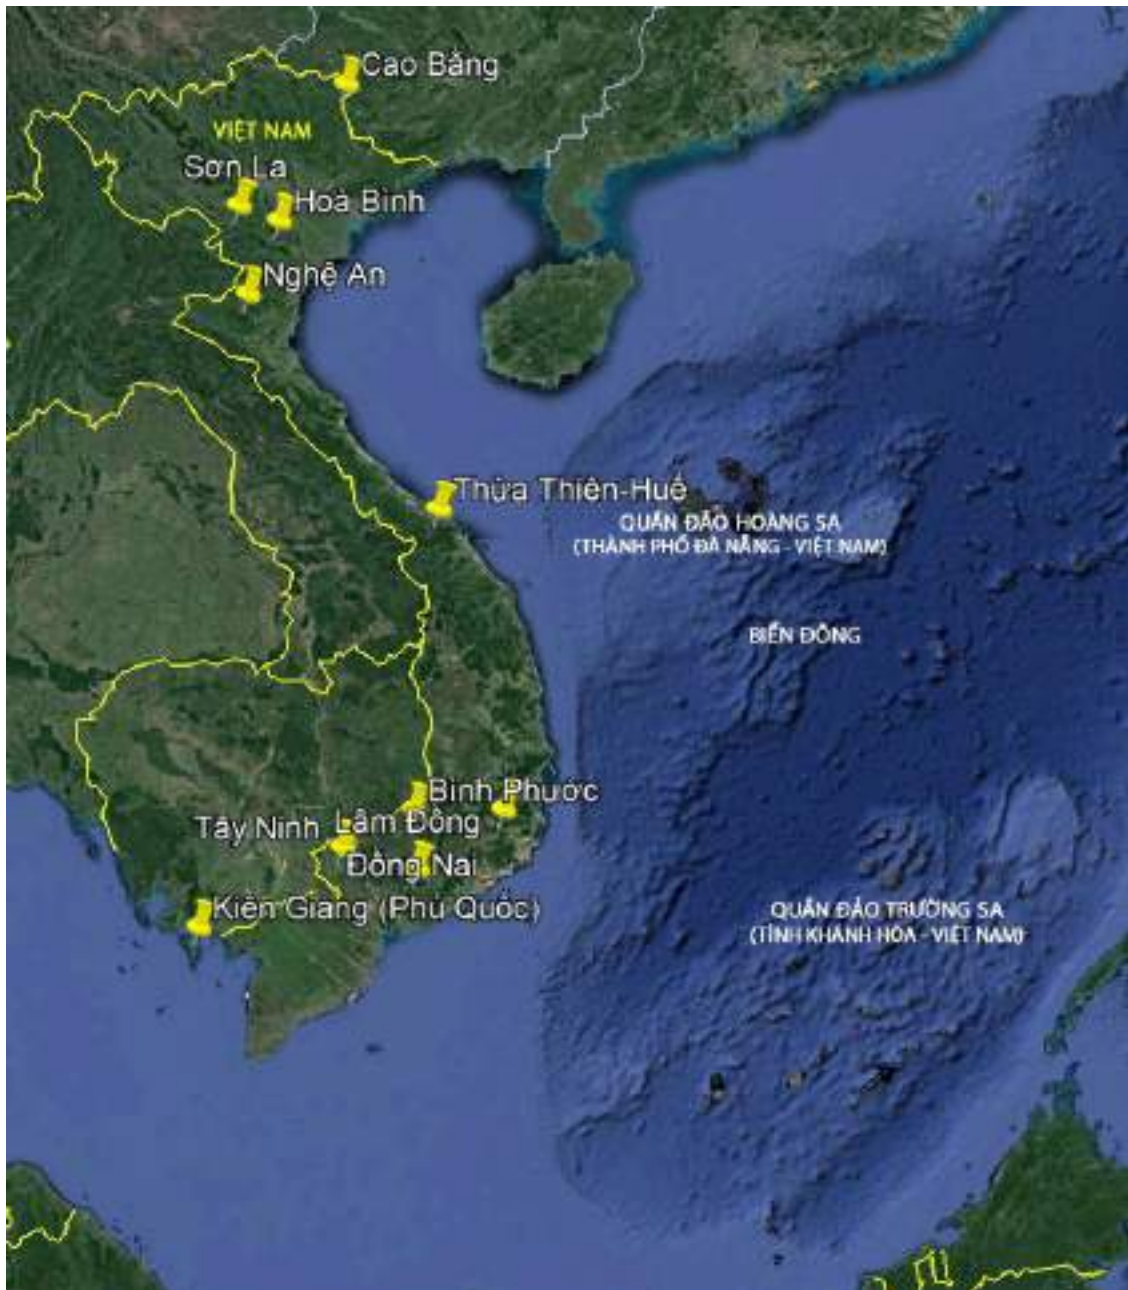 Cao Bằng
VIỆT NAM
Sơn La
Hoà Bình
Nghệ An
Thừa Thiên-Huế
QUẦN ĐẢO HOÀNG SA
(THÀNH PHỐ ĐÀ NẴNG - VIỆT NAM)
BIỂN ĐÔNG
Bình Phước
Lâm Đồng
Tây Ninh
Đồng Nai
Kiên Giang (Phú Quốc)
QUẦN ĐẢO TRƯỜNG SA
(TỈNH KHÁNH HÒA - VIỆT NAM)